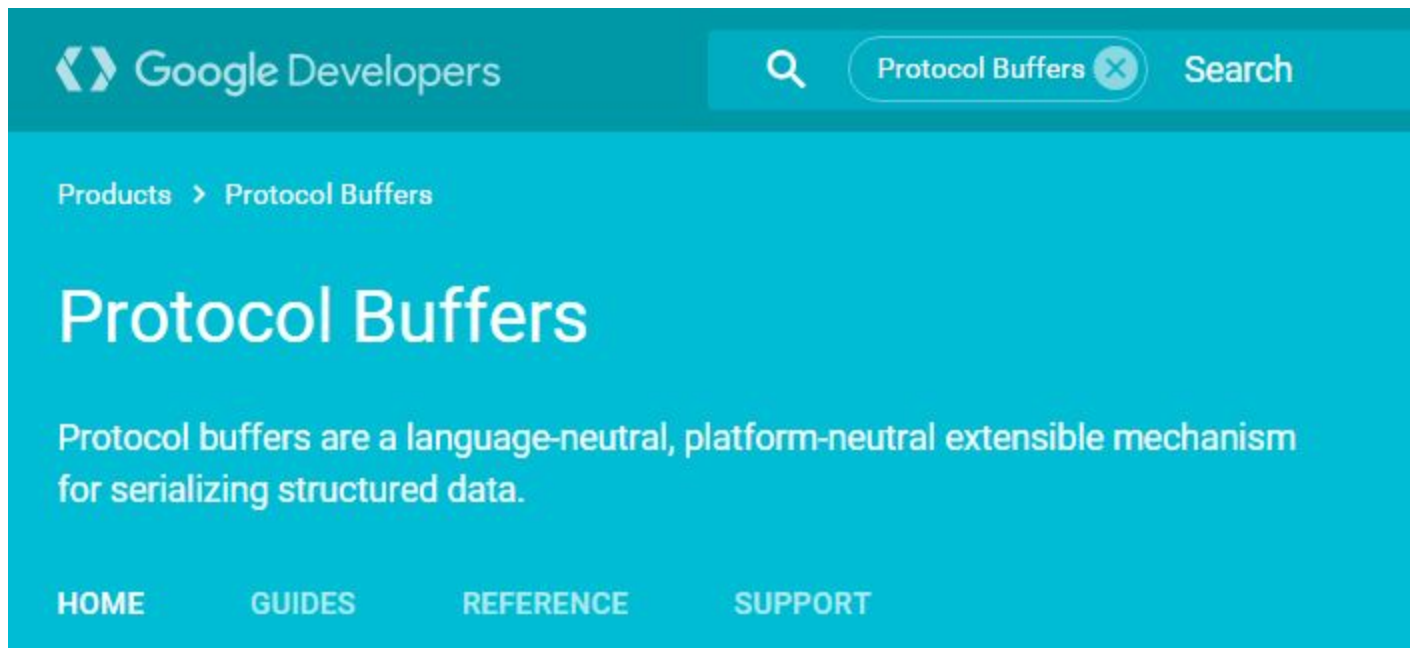 Google Developers
Protocol Buffers Search
Products > Protocol Buffers
Protocol Buffers
Protocol buffers are a language-neutral, platform-neutral extensible mechanism
for serializing structured data.
HOME GUIDES REFERENCE SUPPORT